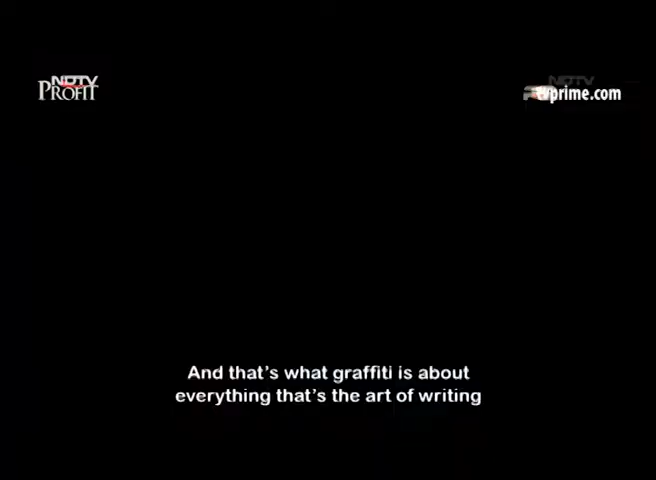 NDTV
PROFIT
NDTV
prime.com
And that's what graffiti is about
everything that's the art of writing